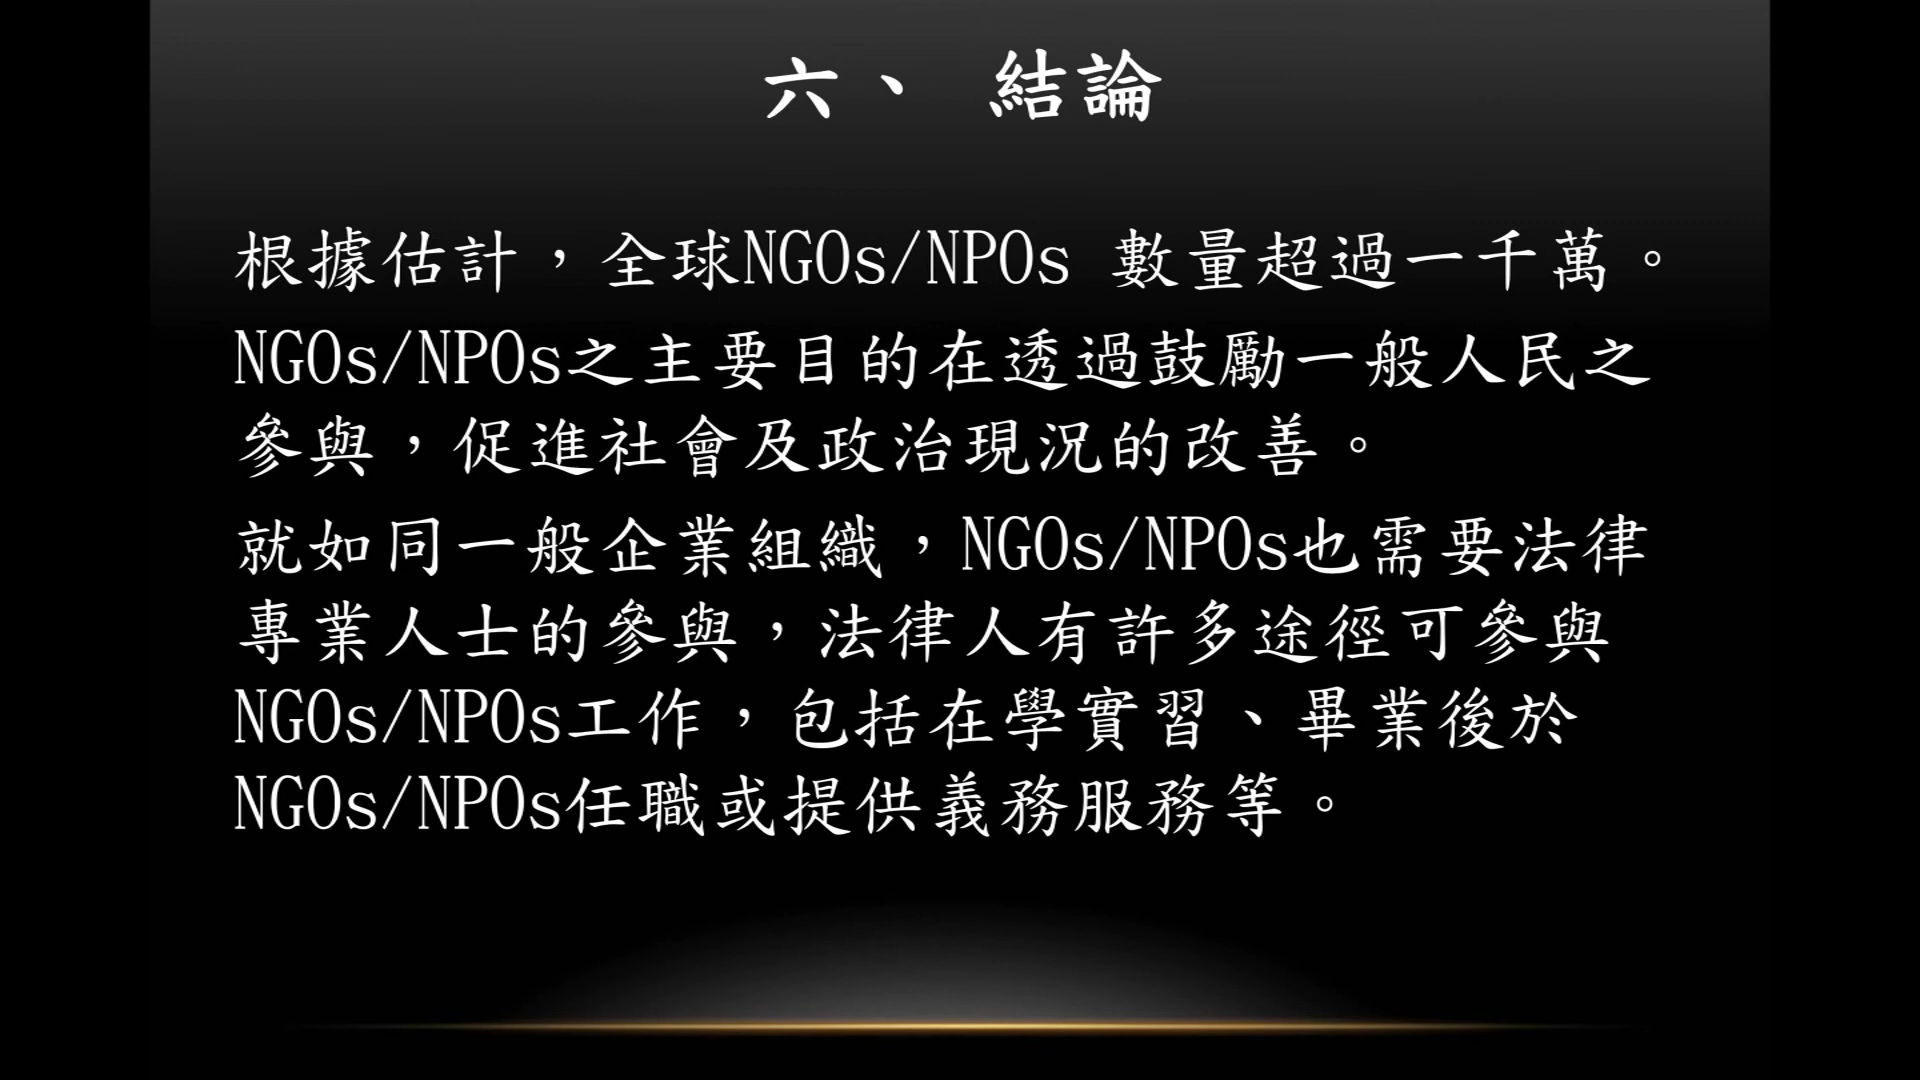 六、 結論
根據估計，全球NGOs/NPOs 數量超過一千萬。
NGOs/NPOs之主要目的在透過鼓勵一般人民之
參與，促進社會及政治現況的改善。
就如同一般企業組織，NGOs/NPOs也需要法律
專業人士的參與，法律人有許多途徑可參與
NGOs/NPOs工作，包括在學實習、畢業後於
NGOs/NPOs任職或提供義務服務等。